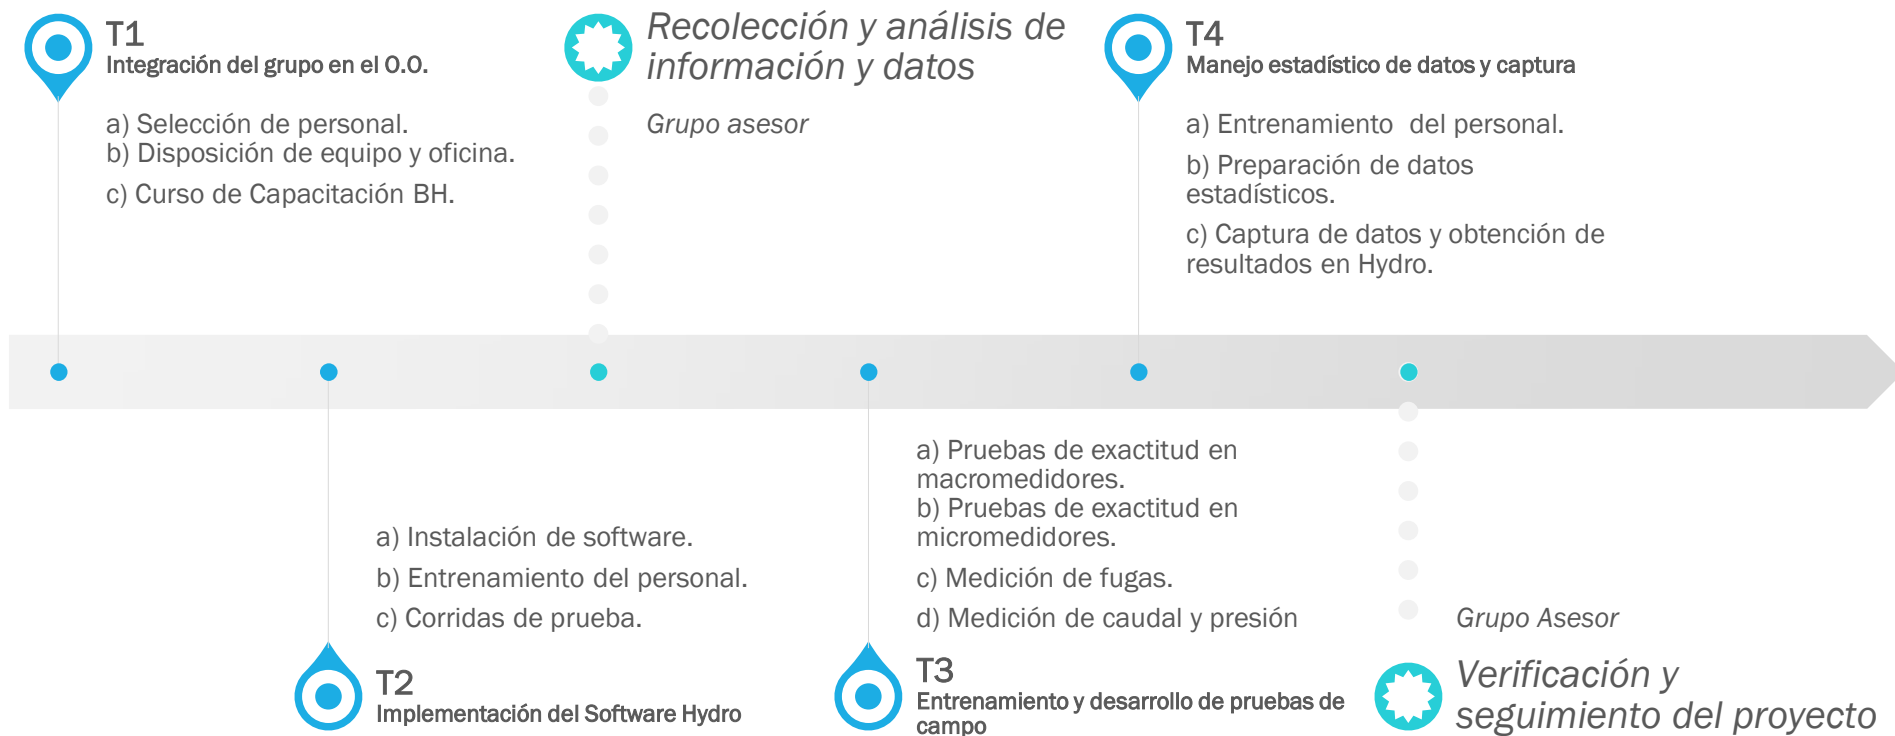 T1
Integración del grupo en el O.O.
a) Selección de personal.
b) Disposición de equipo y oficina.
c) Curso de Capacitación BH.
Recolección y análisis de
información y datos
Grupo asesor
T4
Manejo estadístico de datos y captura
a) Entrenamiento del personal.
b) Preparación de datos
estadísticos.
c) Captura de datos y obtención de
resultados en Hydro.
a) Instalación de software.
b) Entrenamiento del personal.
c) Corridas de prueba.
T2
Implementación del Software Hydro
a) Pruebas de exactitud en
macromedidores.
b) Pruebas de exactitud en
micromedidores.
c) Medición de fugas.
d) Medición de caudal y presión
T3
Entrenamiento y desarrollo de pruebas de
campo
Grupo Asesor
Verificación y
seguimiento del proyecto